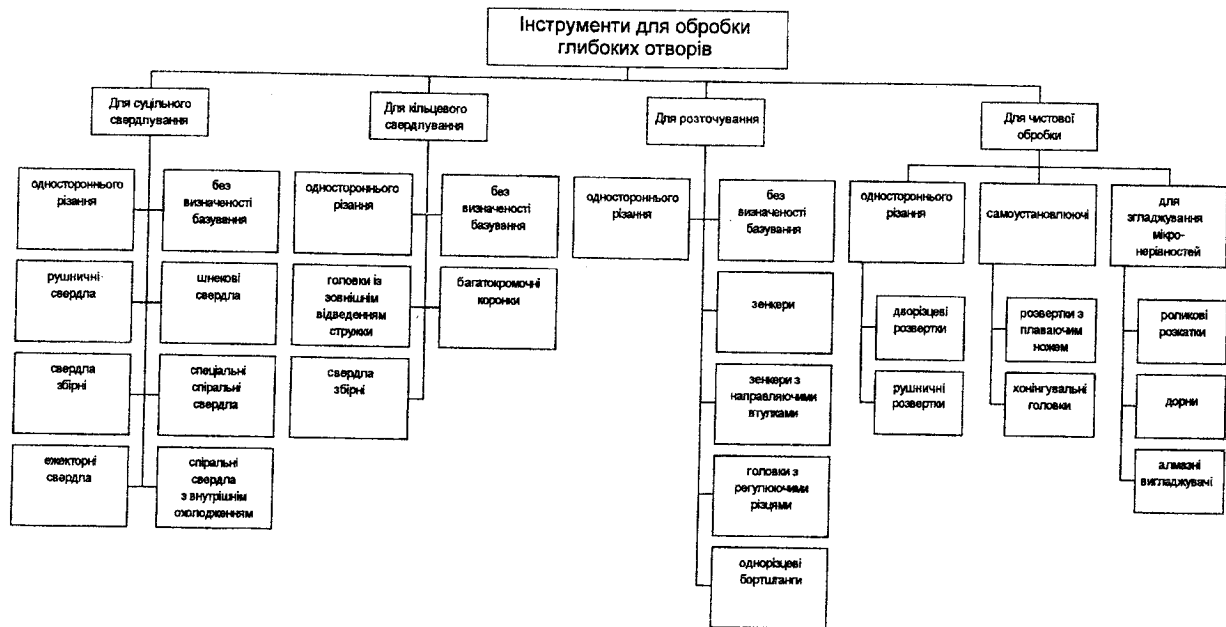 Інструменти для обробки
глибоких отворів
Для суцільного
свердлування
Для кільцевого
свердлування
Для розточування
Для чистової
обробки
одностороннього
різання
без
визначеності
базування
одностороннього
різання
без
визначеності
базування
одностороннього
різання
без
визначеності
базування
одностороннього
різання
самоустановлюючі
для
згладжування
мікро-
нерівностей
рушничні
свердла
шнекові
свердла
головки із
зовнішнім
відведенням
стружки
багатокромочні
коронки
зенкери
дворізцеві
розвертки
розвертки з
плаваючим
ножем
роликові
розкатки
свердла
збірні
спеціальні
спіральні
свердла
свердла
збірні
зенкери з
направляючими
втулками
рушничні
розвертки
хонінгувальні
головки
дорни
ежекторні
свердла
спіральні
свердла
з внутрішнім
охолодженням
головки з
регулюючими
різцями
алмазні
вигладжувачі
однорізцеві
борштанги